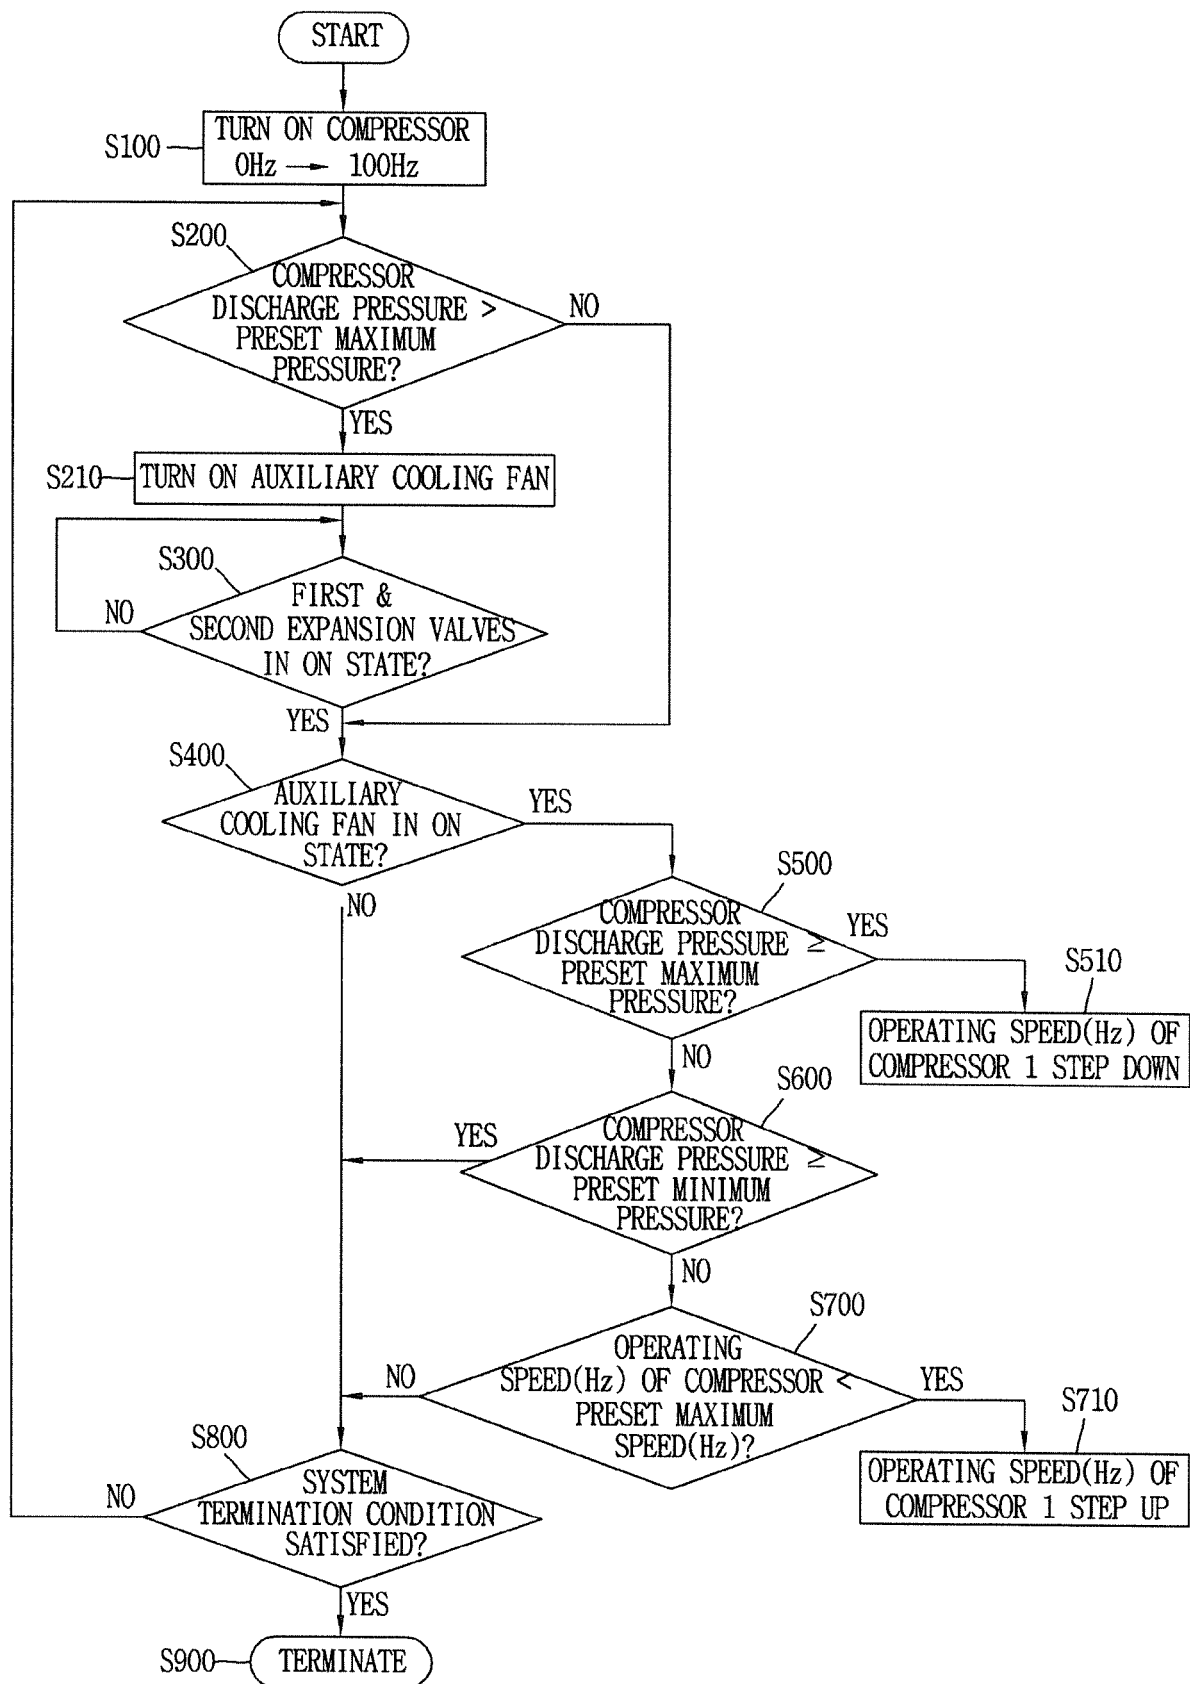 START
S100
TURN ON COMPRESSOR
0Hz → 100Hz
S200
COMPRESSOR
DISCHARGE PRESSURE >
PRESET MAXIMUM
PRESSURE?
NO
YES
S210
TURN ON AUXILIARY COOLING FAN
S300
FIRST &
SECOND EXPANSION VALVES
IN ON STATE?
NO
YES
S400
AUXILIARY
COOLING FAN IN ON
STATE?
YES
NO
S500
COMPRESSOR
DISCHARGE PRESSURE ≥
PRESET MAXIMUM
PRESSURE?
YES
NO
S510
OPERATING SPEED(Hz) OF
COMPRESSOR 1 STEP DOWN
S600
COMPRESSOR
DISCHARGE PRESSURE ≥
PRESET MINIMUM
PRESSURE?
YES
NO
S700
OPERATING
SPEED(Hz) OF COMPRESSOR <
PRESET MAXIMUM
SPEED(Hz)?
NO
YES
S710
OPERATING SPEED(Hz) OF
COMPRESSOR 1 STEP UP
S800
SYSTEM
TERMINATION CONDITION
SATISFIED?
NO
YES
S900
TERMINATE